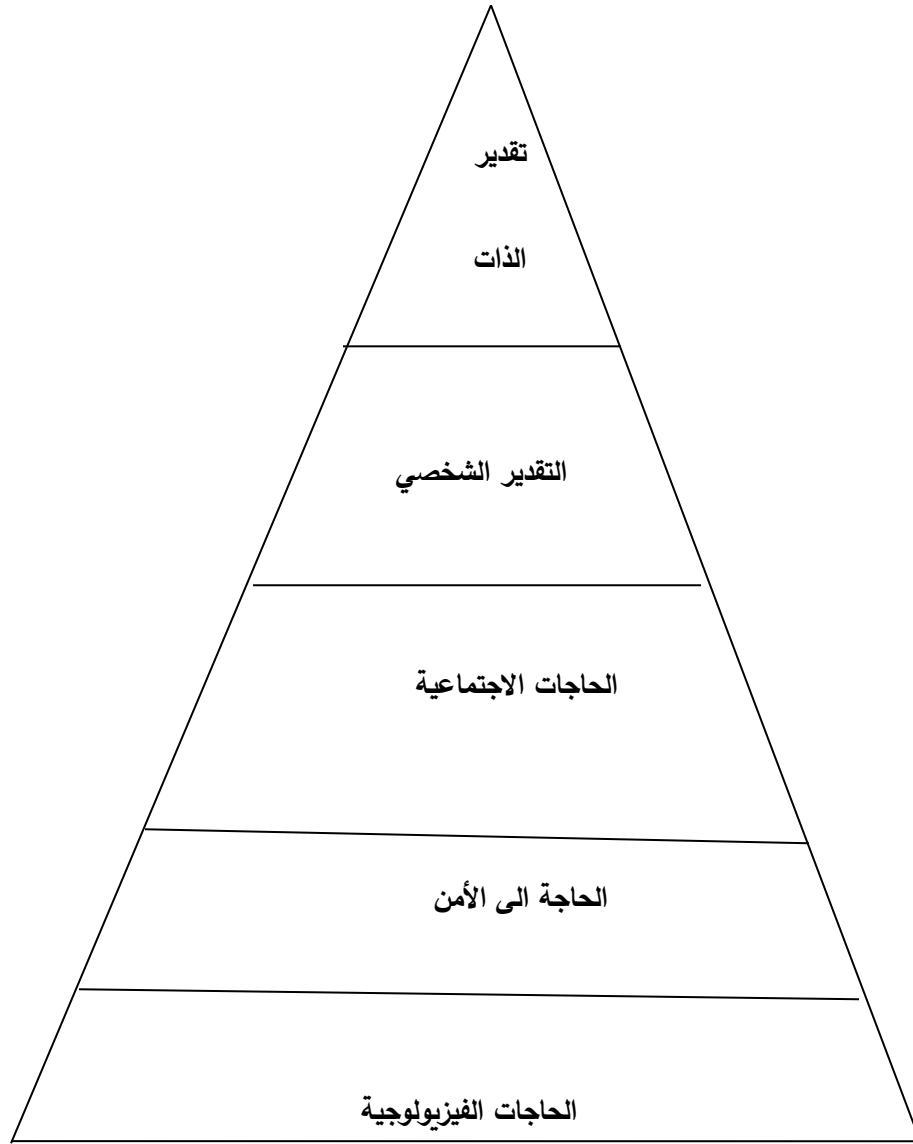 تقدير
الذات
التقدير الشخصي
الحاجات الاجتماعية
الحاجة الى الأمن
الحاجات الفيزيولوجية